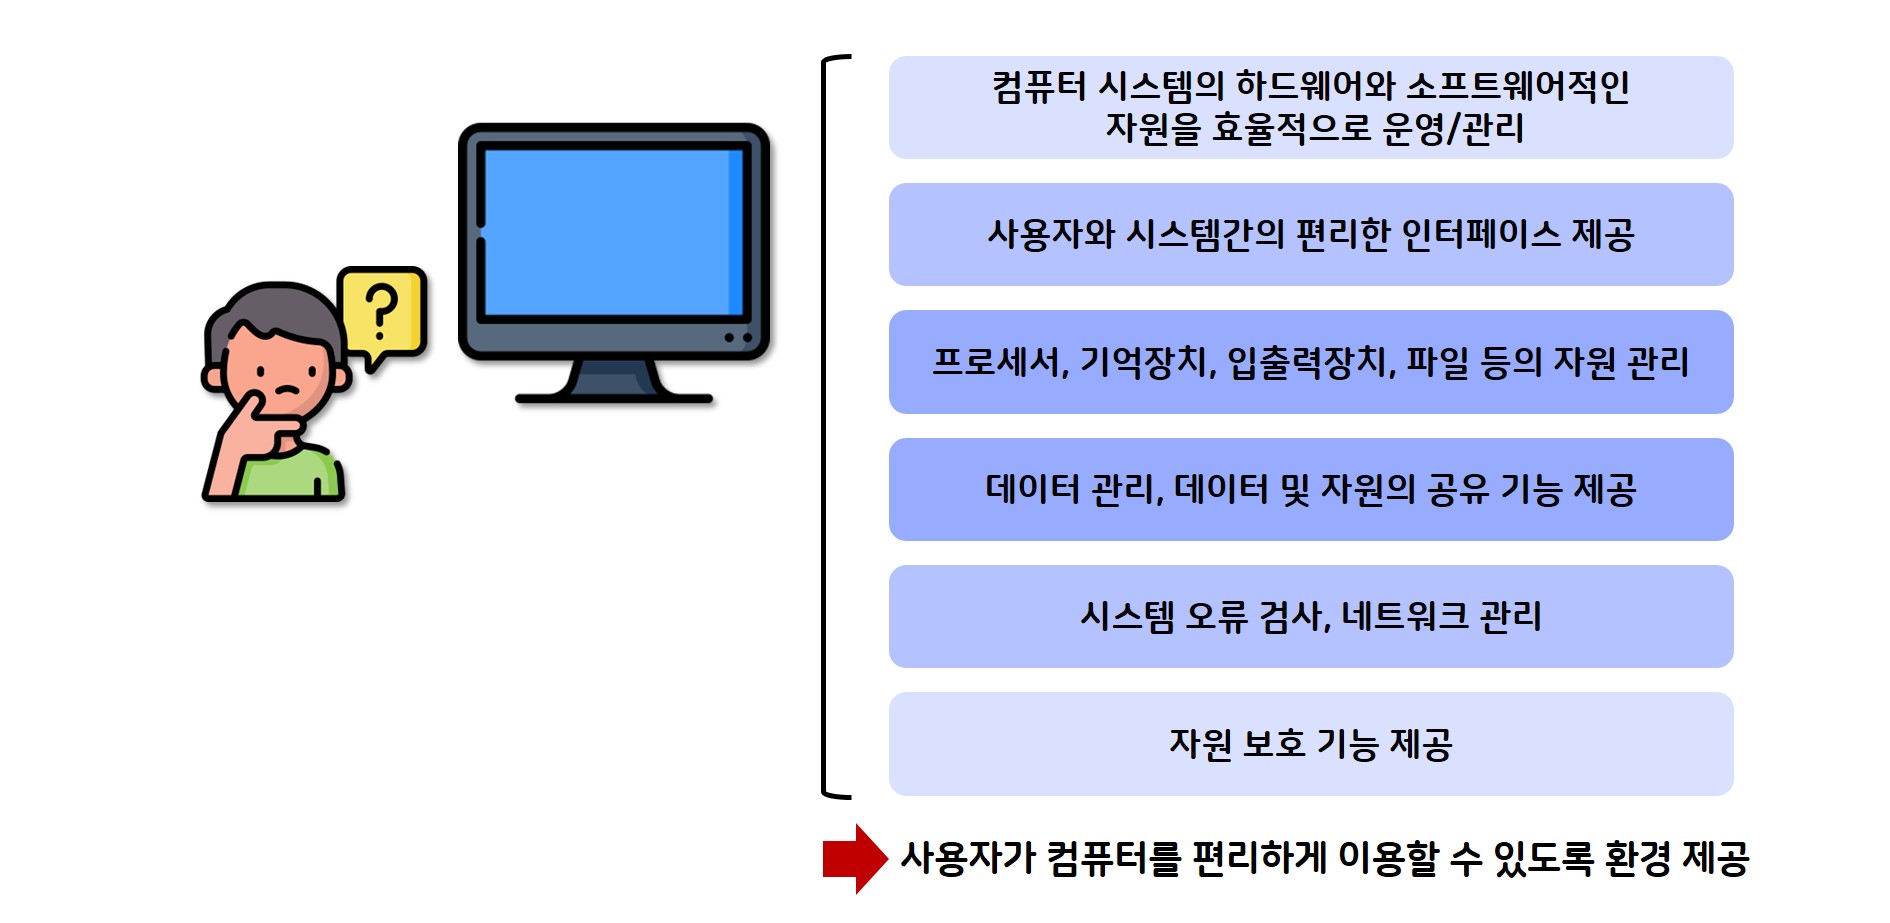 컴퓨터 시스템의 하드웨어와 소프트웨어적인
자원을 효율적으로 운영/관리
사용자와 시스템간의 편리한 인터페이스 제공
프로세서, 기억장치, 입출력장치, 파일 등의 자원 관리
데이터 관리, 데이터 및 자원의 공유 기능 제공
시스템 오류 검사, 네트워크 관리
자원 보호 기능 제공
사용자가 컴퓨터를 편리하게 이용할 수 있도록 환경 제공
?